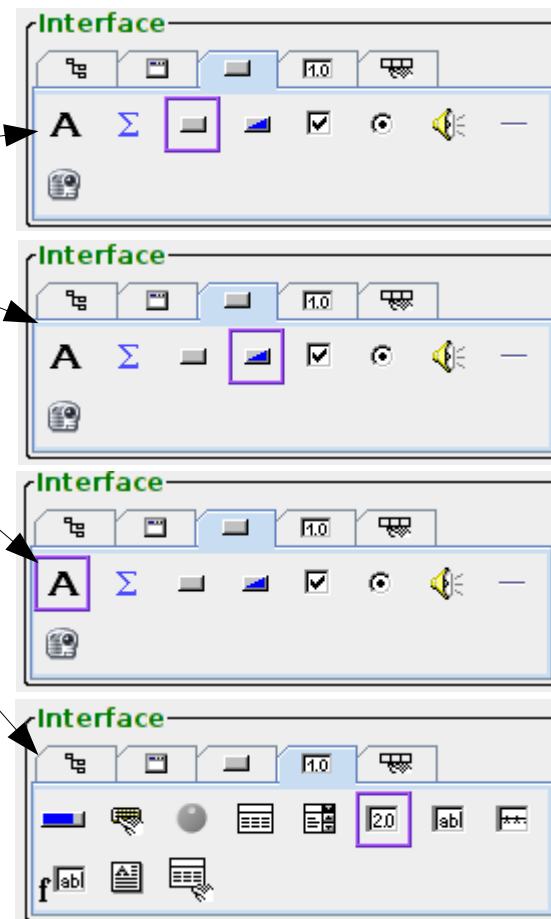 Interface
1.0
A Σ
Interface
1.0
A Σ
Interface
1.0
A Σ
Interface
1.0
2.0 abl **
f abl